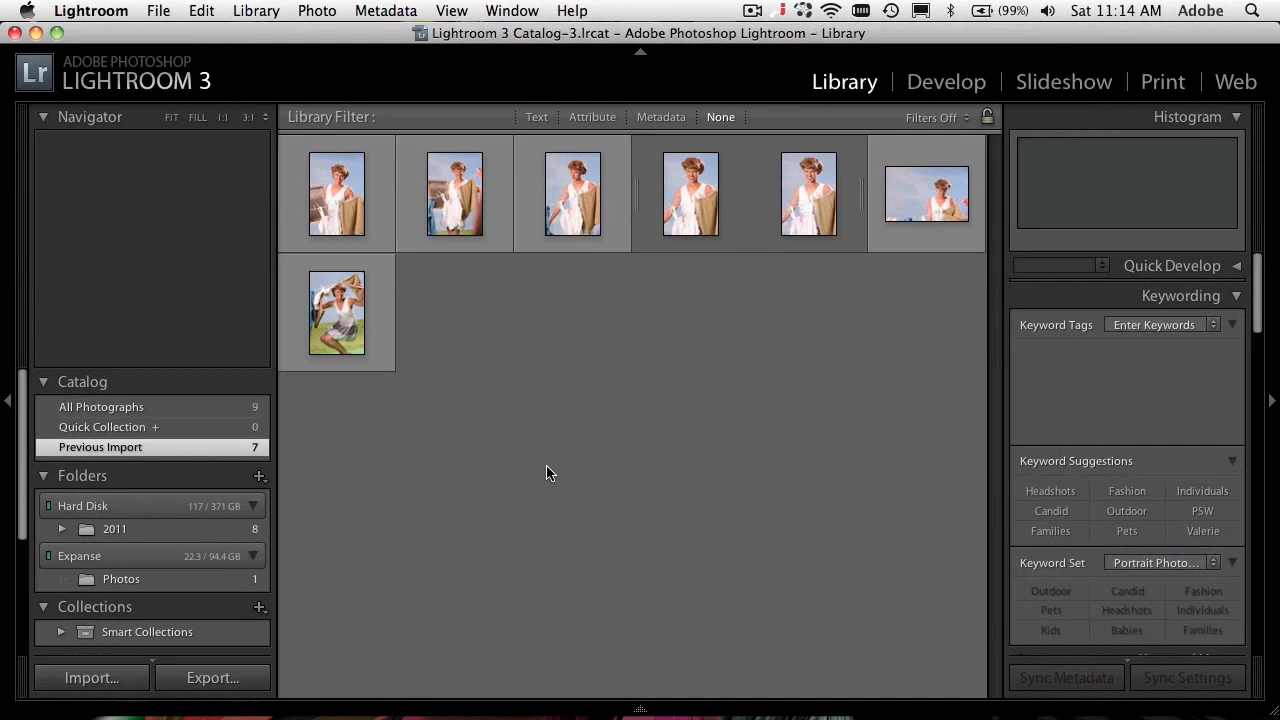 Lightroom File Edit Library Photo Metadata View Window Help (99%) Sat 11:14 AM Adobe
Lightroom 3 Catalog-3.lrcat - Adobe Photoshop Lightroom - Library
Lr ADOBE PHOTOSHOP
LIGHTROOM 3
Library Develop Slideshow Print Web
Navigator FIT FILL 1:1 3:1
Library Filter : Text Attribute Metadata None Filters Off
Histogram
Quick Develop
Keywording
Keyword Tags Enter Keywords
Catalog
All Photographs 9
Quick Collection + 0
Previous Import 7
Folders
Hard Disk 117 / 371 GB
2011 8
Expanse 22.3 / 94.4 GB
Photos 1
Collections
Smart Collections
Import... Export...
Keyword Suggestions
Headshots Fashion Individuals
Candid Outdoor PSW
Families Pets Valerie
Keyword Set Portrait Photo...
Outdoor Candid Fashion
Pets Headshots Individuals
Kids Babies Families
Sync Metadata Sync Settings